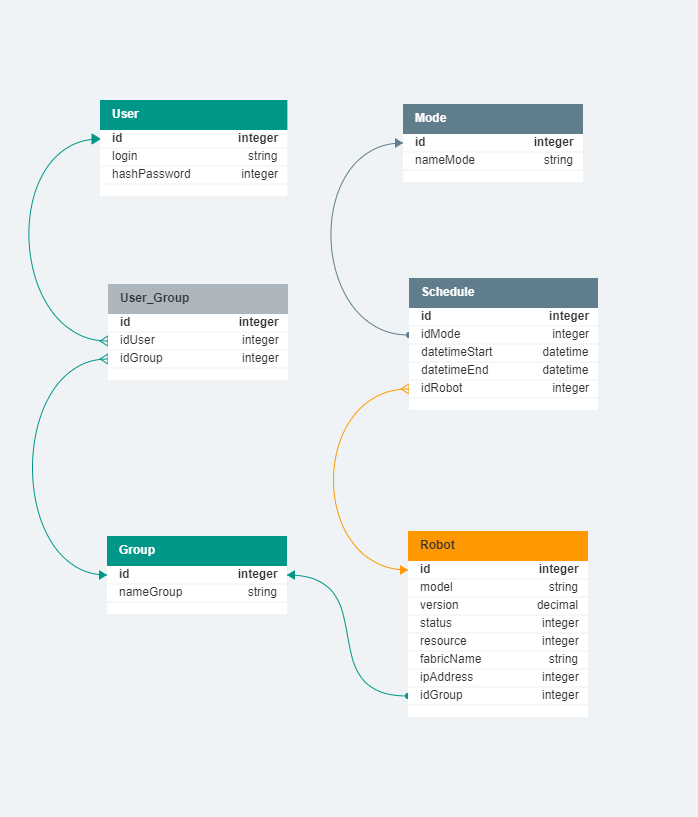 User
id integer
login string
hashPassword integer
Mode
id integer
nameMode string
User_Group
id integer
idUser integer
idGroup integer
Schedule
id integer
idMode integer
datetimeStart datetime
datetimeEnd datetime
idRobot integer
Group
id integer
nameGroup string
Robot
id integer
model string
version decimal
status integer
resource integer
fabricName string
ipAddress integer
idGroup integer